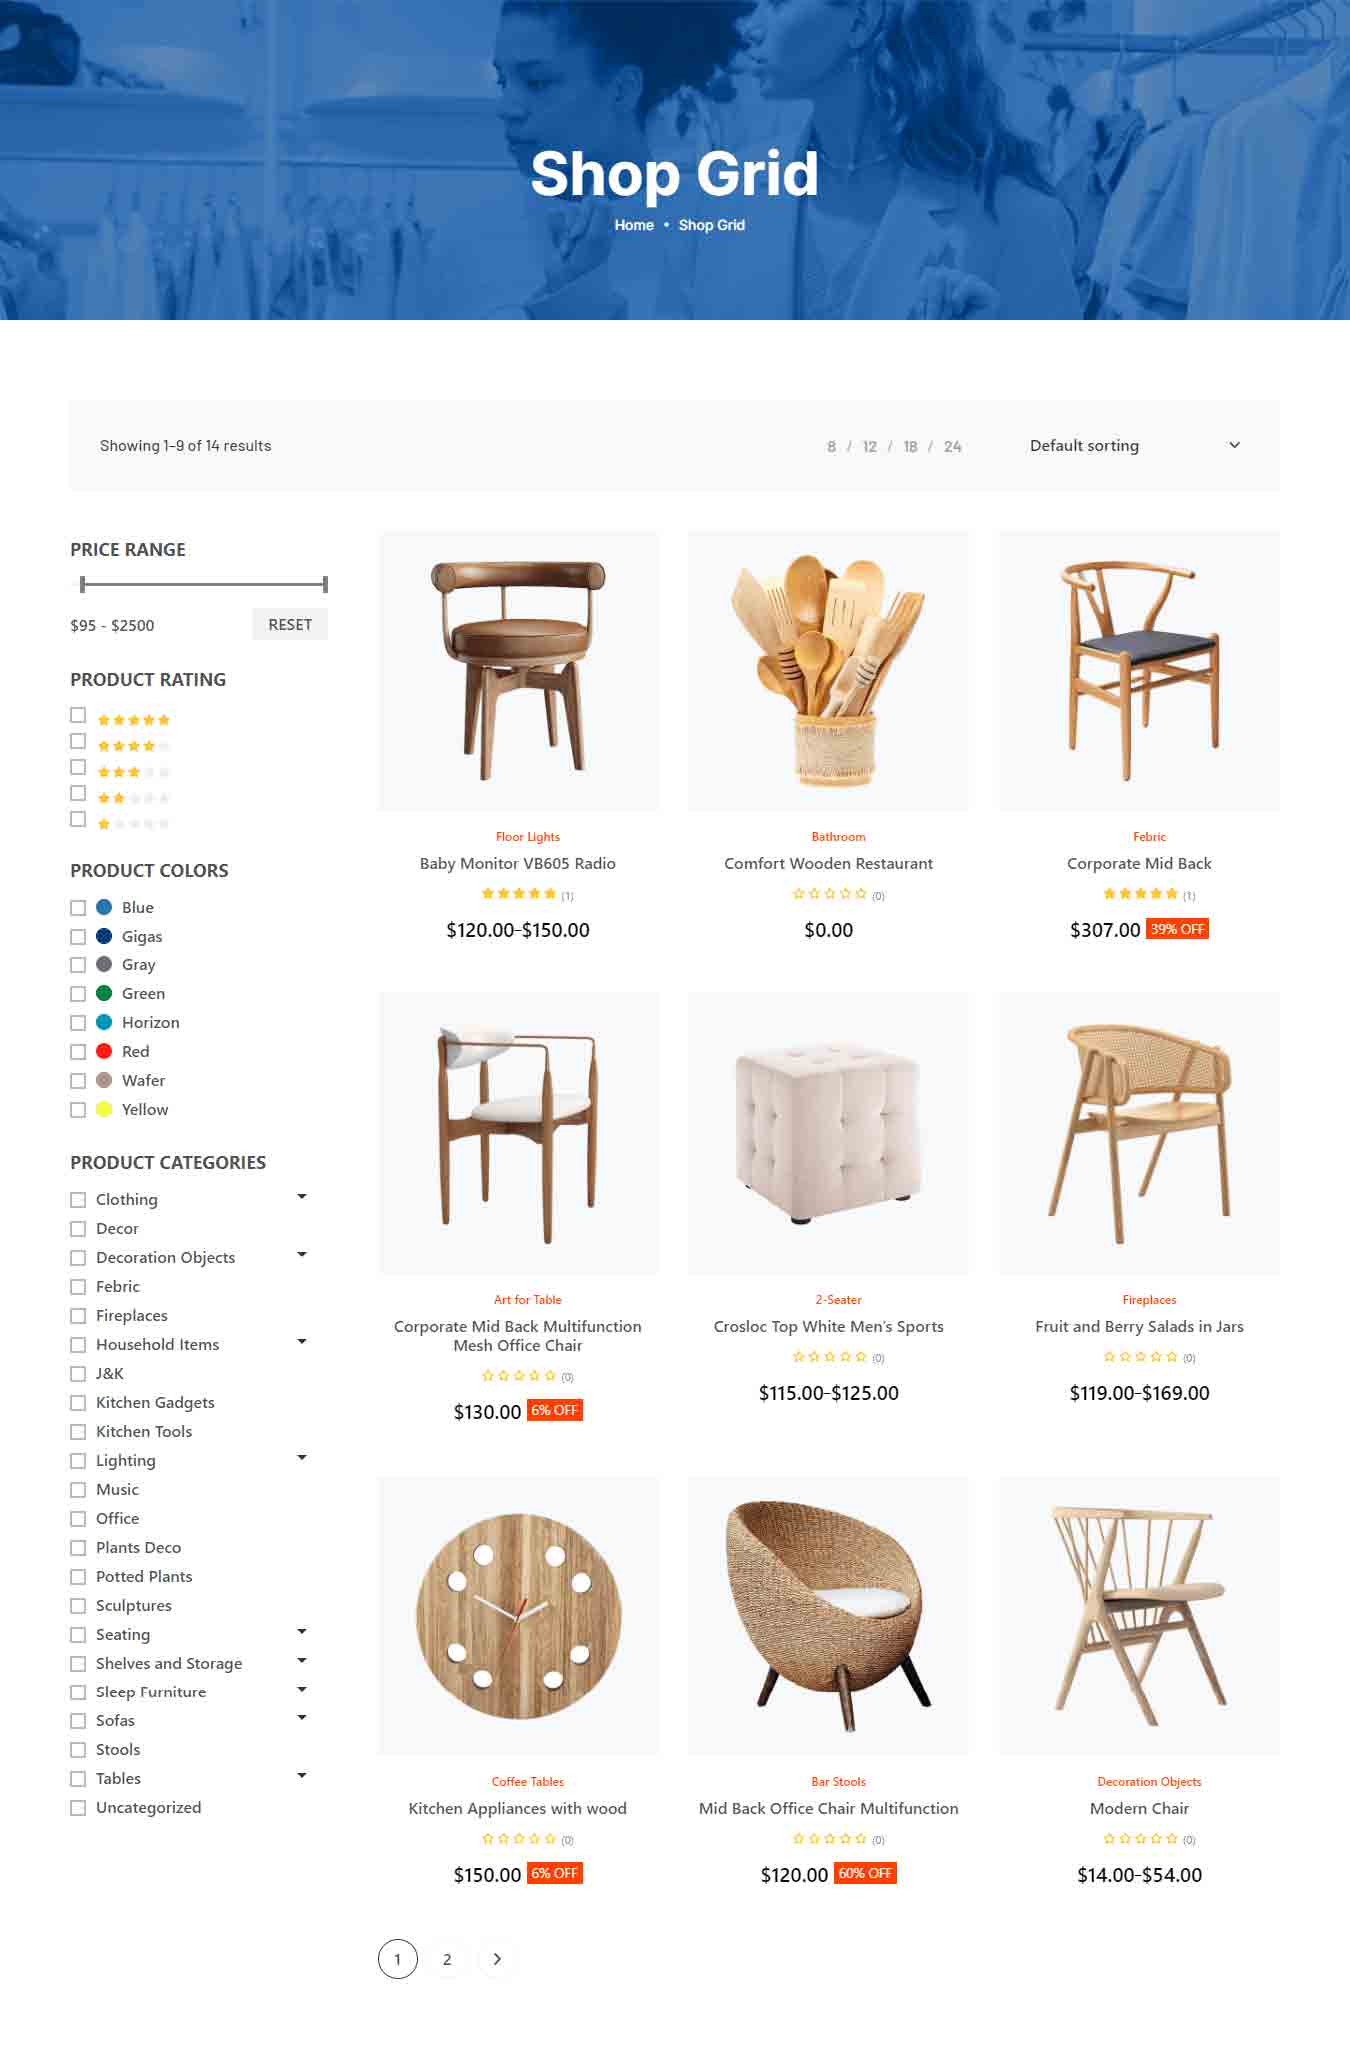 Shop Grid
Home • Shop Grid
Showing 1–9 of 14 results
8 / 12 / 18 / 24
Default sorting
PRICE RANGE
$95 - $2500
RESET
PRODUCT RATING
PRODUCT COLORS
Blue
Gigas
Gray
Green
Horizon
Red
Wafer
Yellow
PRODUCT CATEGORIES
Clothing
Decor
Decoration Objects
Febric
Fireplaces
Household Items
J&K
Kitchen Gadgets
Kitchen Tools
Lighting
Music
Office
Plants Deco
Potted Plants
Sculptures
Seating
Shelves and Storage
Sleep Furniture
Sofas
Stools
Tables
Uncategorized
Floor Lights
Baby Monitor VB605 Radio
(1)
$120.00–$150.00
Bathroom
Comfort Wooden Restaurant
(0)
$0.00
Febric
Corporate Mid Back
(1)
$307.00 39% OFF
Art for Table
Corporate Mid Back Multifunction
Mesh Office Chair
(0)
$130.00 6% OFF
2-Seater
Crosloc Top White Men's Sports
(0)
$115.00–$125.00
Fireplaces
Fruit and Berry Salads in Jars
(0)
$119.00–$169.00
Coffee Tables
Kitchen Appliances with wood
(0)
$150.00 6% OFF
Bar Stools
Mid Back Office Chair Multifunction
(0)
$120.00 60% OFF
Decoration Objects
Modern Chair
(0)
$14.00–$54.00
1 2